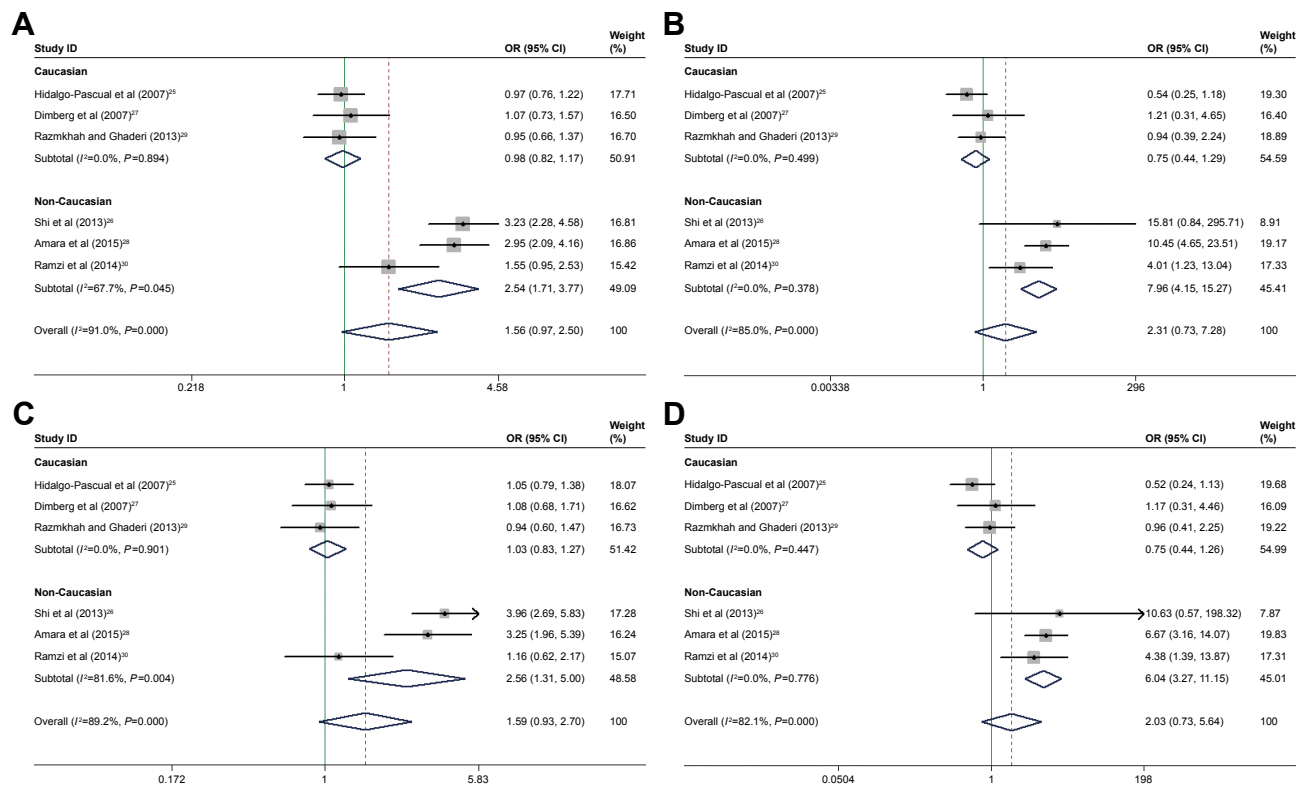 A
Study ID OR (95% CI) Weight (%)
Caucasian
Hidalgo-Pascual et al (2007)²⁵ 0.97 (0.76, 1.22) 17.71
Dimberg et al (2007)²⁷ 1.07 (0.73, 1.57) 16.50
Razmkhah and Ghaderi (2013)²⁹ 0.95 (0.66, 1.37) 16.70
Subtotal (I²=0.0%, P=0.894) 0.98 (0.82, 1.17) 50.91
Non-Caucasian
Shi et al (2013)²⁶ 3.23 (2.28, 4.58) 16.81
Amara et al (2015)²⁸ 2.95 (2.09, 4.16) 16.86
Ramzi et al (2014)³⁰ 1.55 (0.95, 2.53) 15.42
Subtotal (I²=67.7%, P=0.045) 2.54 (1.71, 3.77) 49.09
Overall (I²=91.0%, P=0.000) 1.56 (0.97, 2.50) 100
0.218 1 4.58
B
Study ID OR (95% CI) Weight (%)
Caucasian
Hidalgo-Pascual et al (2007)²⁵ 0.54 (0.25, 1.18) 19.30
Dimberg et al (2007)²⁷ 1.21 (0.31, 4.65) 16.40
Razmkhah and Ghaderi (2013)²⁹ 0.94 (0.39, 2.24) 18.89
Subtotal (I²=0.0%, P=0.499) 0.75 (0.44, 1.29) 54.59
Non-Caucasian
Shi et al (2013)²⁶ 15.81 (0.84, 295.71) 8.91
Amara et al (2015)²⁸ 10.45 (4.65, 23.51) 19.17
Ramzi et al (2014)³⁰ 4.01 (1.23, 13.04) 17.33
Subtotal (I²=0.0%, P=0.378) 7.96 (4.15, 15.27) 45.41
Overall (I²=85.0%, P=0.000) 2.31 (0.73, 7.28) 100
0.00338 1 296
C
Study ID OR (95% CI) Weight (%)
Caucasian
Hidalgo-Pascual et al (2007)²⁵ 1.05 (0.79, 1.38) 18.07
Dimberg et al (2007)²⁷ 1.08 (0.68, 1.71) 16.62
Razmkhah and Ghaderi (2013)²⁹ 0.94 (0.60, 1.47) 16.73
Subtotal (I²=0.0%, P=0.901) 1.03 (0.83, 1.27) 51.42
Non-Caucasian
Shi et al (2013)²⁶ 3.96 (2.69, 5.83) 17.28
Amara et al (2015)²⁸ 3.25 (1.96, 5.39) 16.24
Ramzi et al (2014)³⁰ 1.16 (0.62, 2.17) 15.07
Subtotal (I²=81.6%, P=0.004) 2.56 (1.31, 5.00) 48.58
Overall (I²=89.2%, P=0.000) 1.59 (0.93, 2.70) 100
0.172 1 5.83
D
Study ID OR (95% CI) Weight (%)
Caucasian
Hidalgo-Pascual et al (2007)²⁵ 0.52 (0.24, 1.13) 19.68
Dimberg et al (2007)²⁷ 1.17 (0.31, 4.46) 16.09
Razmkhah and Ghaderi (2013)²⁹ 0.96 (0.41, 2.25) 19.22
Subtotal (I²=0.0%, P=0.447) 0.75 (0.44, 1.26) 54.99
Non-Caucasian
Shi et al (2013)²⁶ 10.63 (0.57, 198.32) 7.87
Amara et al (2015)²⁸ 6.67 (3.16, 14.07) 19.83
Ramzi et al (2014)³⁰ 4.38 (1.39, 13.87) 17.31
Subtotal (I²=0.0%, P=0.776) 6.04 (3.27, 11.15) 45.01
Overall (I²=82.1%, P=0.000) 2.03 (0.73, 5.64) 100
0.0504 1 198